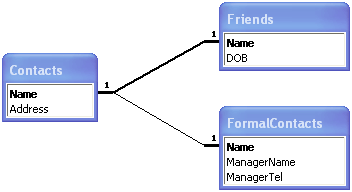 Contacts
Name
Address
1
1
Friends
Name
DOB
1
FormalContacts
Name
ManagerName
ManagerTel